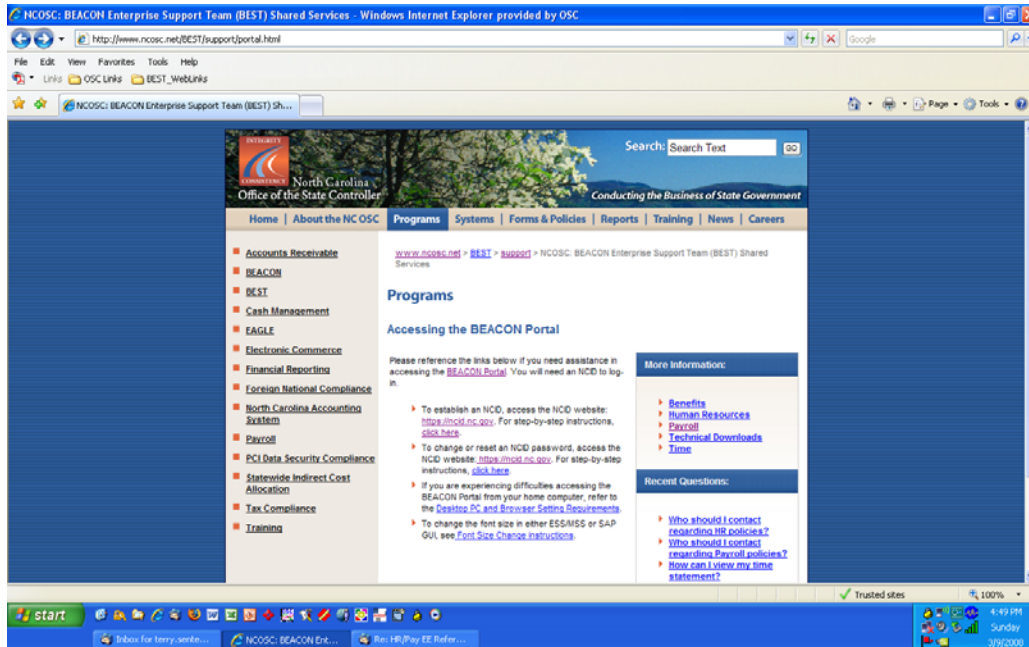 NCOSC: BEACON Enterprise Support Team (BEST) Shared Services - Windows Internet Explorer provided by OSC
http://www.ncosc.net/BEST/support/portal.html
Google
File Edit View Favorites Tools Help
Links OSC Links BEST_WebLinks
NCOSC: BEACON Enterprise Support Team (BEST) Sh...
Page Tools
INTEGRITY
CONSISTENCY
North Carolina
Office of the State Controller
Search: Search Text GO
Conducting the Business of State Government
Home | About the NC OSC Programs Systems | Forms & Policies | Reports | Training | News | Careers
Accounts Receivable
BEACON
BEST
Cash Management
EAGLE
Electronic Commerce
Financial Reporting
Foreign National Compliance
North Carolina Accounting
System
Payroll
PCI Data Security Compliance
Statewide Indirect Cost
Allocation
Tax Compliance
Training
www.ncosc.net > BEST > support > NCOSC: BEACON Enterprise Support Team (BEST) Shared
Services
Programs
Accessing the BEACON Portal
Please reference the links below if you need assistance in
accessing the BEACON Portal. You will need an NCID to log-
in.
To establish an NCID, access the NCID website:
https://ncid.nc.gov. For step-by-step instructions,
click here.
To change or reset an NCID password, access the
NCID website: https://ncid.nc.gov. For step-by-step
instructions, click here.
If you are experiencing difficulties accessing the
BEACON Portal from your home computer, refer to
the Desktop PC and Browser Setting Requirements.
To change the font size in either ESS/MSS or SAP
GUI, see Font Size Change instructions.
More Information:
Benefits
Human Resources
Payroll
Technical Downloads
Time
Recent Questions:
Who should I contact
regarding HR policies?
Who should I contact
regarding Payroll policies?
How can I view my time
statement?
Trusted sites 100%
start
Inbox for terry.sente... NCOSC: BEACON Ent... Re: HR/Pay EE Refer...
4:49 PM
Sunday
3/9/2008